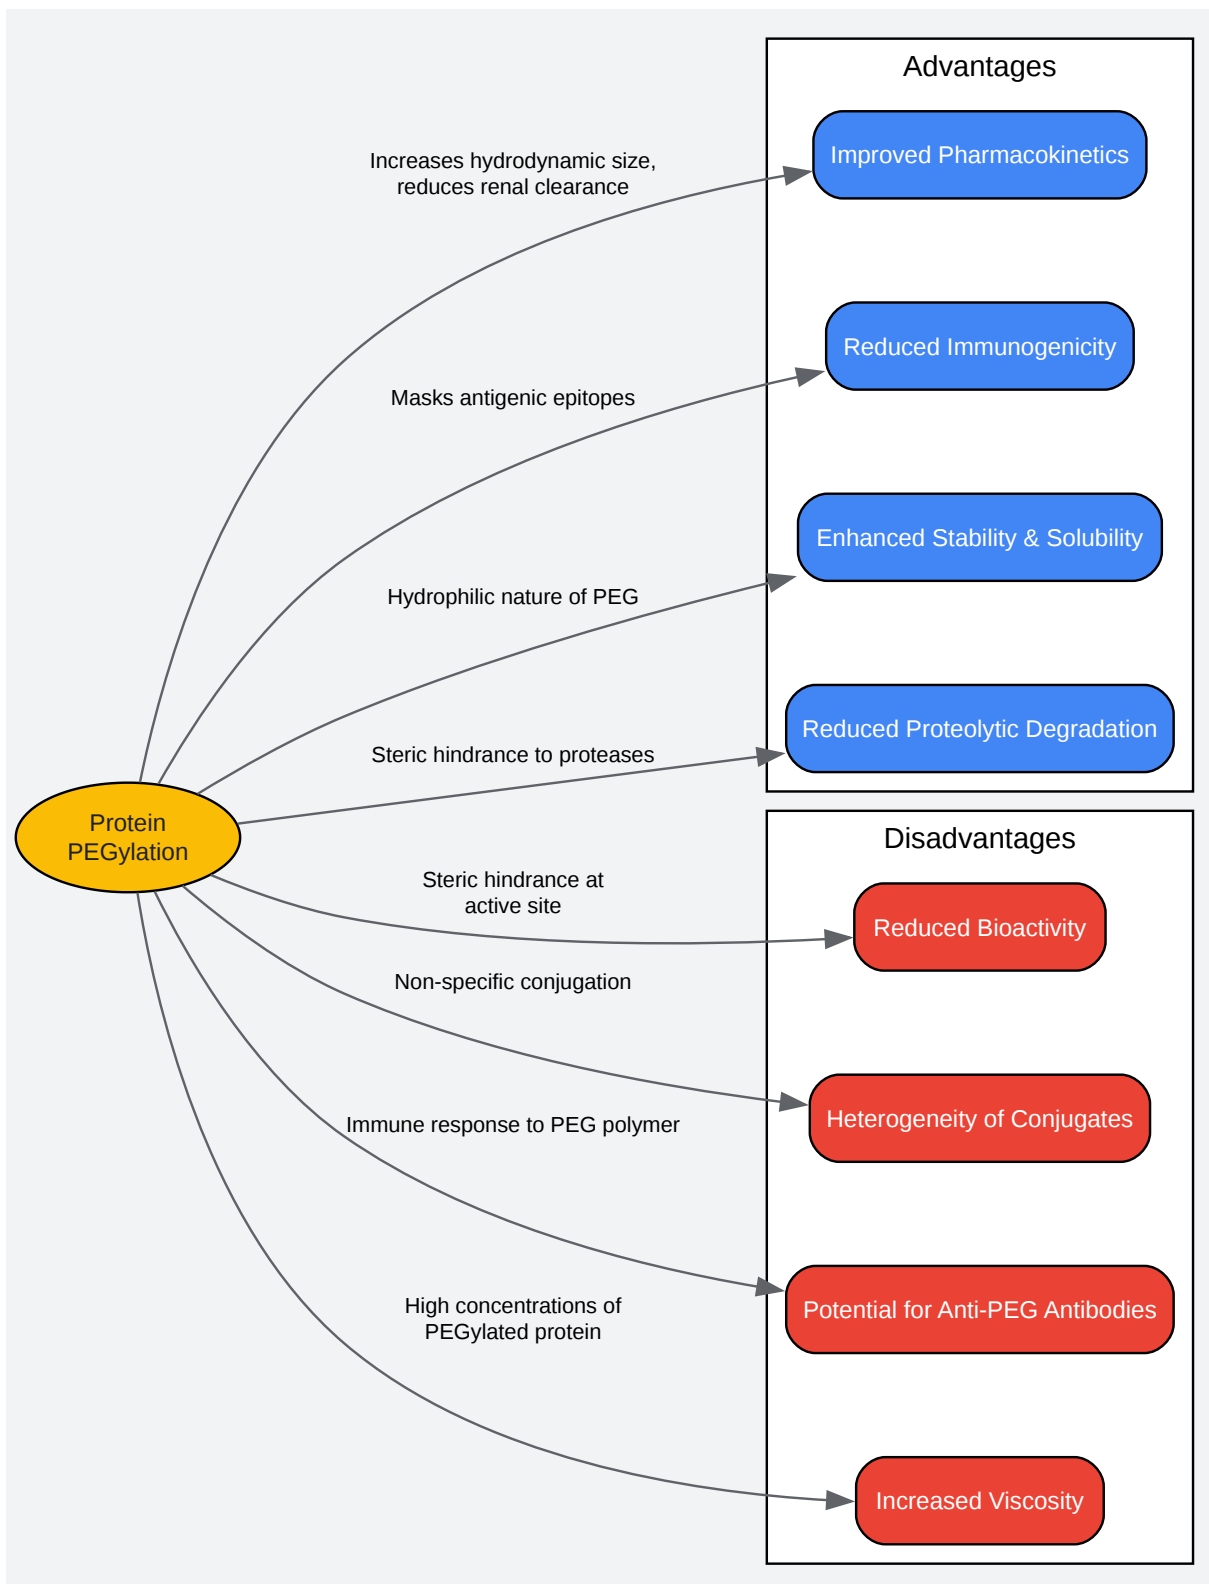 Advantages
Increases hydrodynamic size,
reduces renal clearance
Improved Pharmacokinetics
Masks antigenic epitopes
Reduced Immunogenicity
Hydrophilic nature of PEG
Enhanced Stability & Solubility
Steric hindrance to proteases
Reduced Proteolytic Degradation
Protein
PEGylation
Disadvantages
Steric hindrance at
active site
Reduced Bioactivity
Non-specific conjugation
Heterogeneity of Conjugates
Immune response to PEG polymer
Potential for Anti-PEG Antibodies
High concentrations of
PEGylated protein
Increased Viscosity